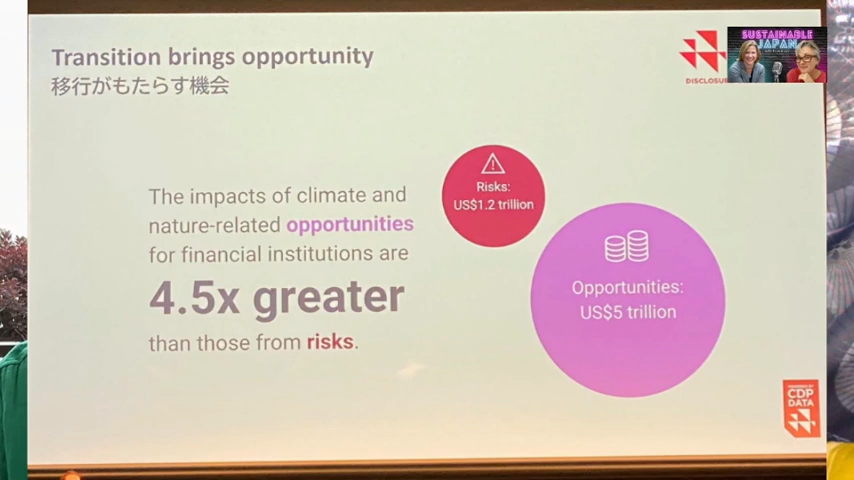 Transition brings opportunity
移行がもたらす機会
SUSTAINABLE
JAPAN
The impacts of climate and
nature-related opportunities
for financial institutions are
4.5x greater
than those from risks.
Risks:
US$1.2 trillion
Opportunities:
US$5 trillion
POWERED BY
CDP
DATA